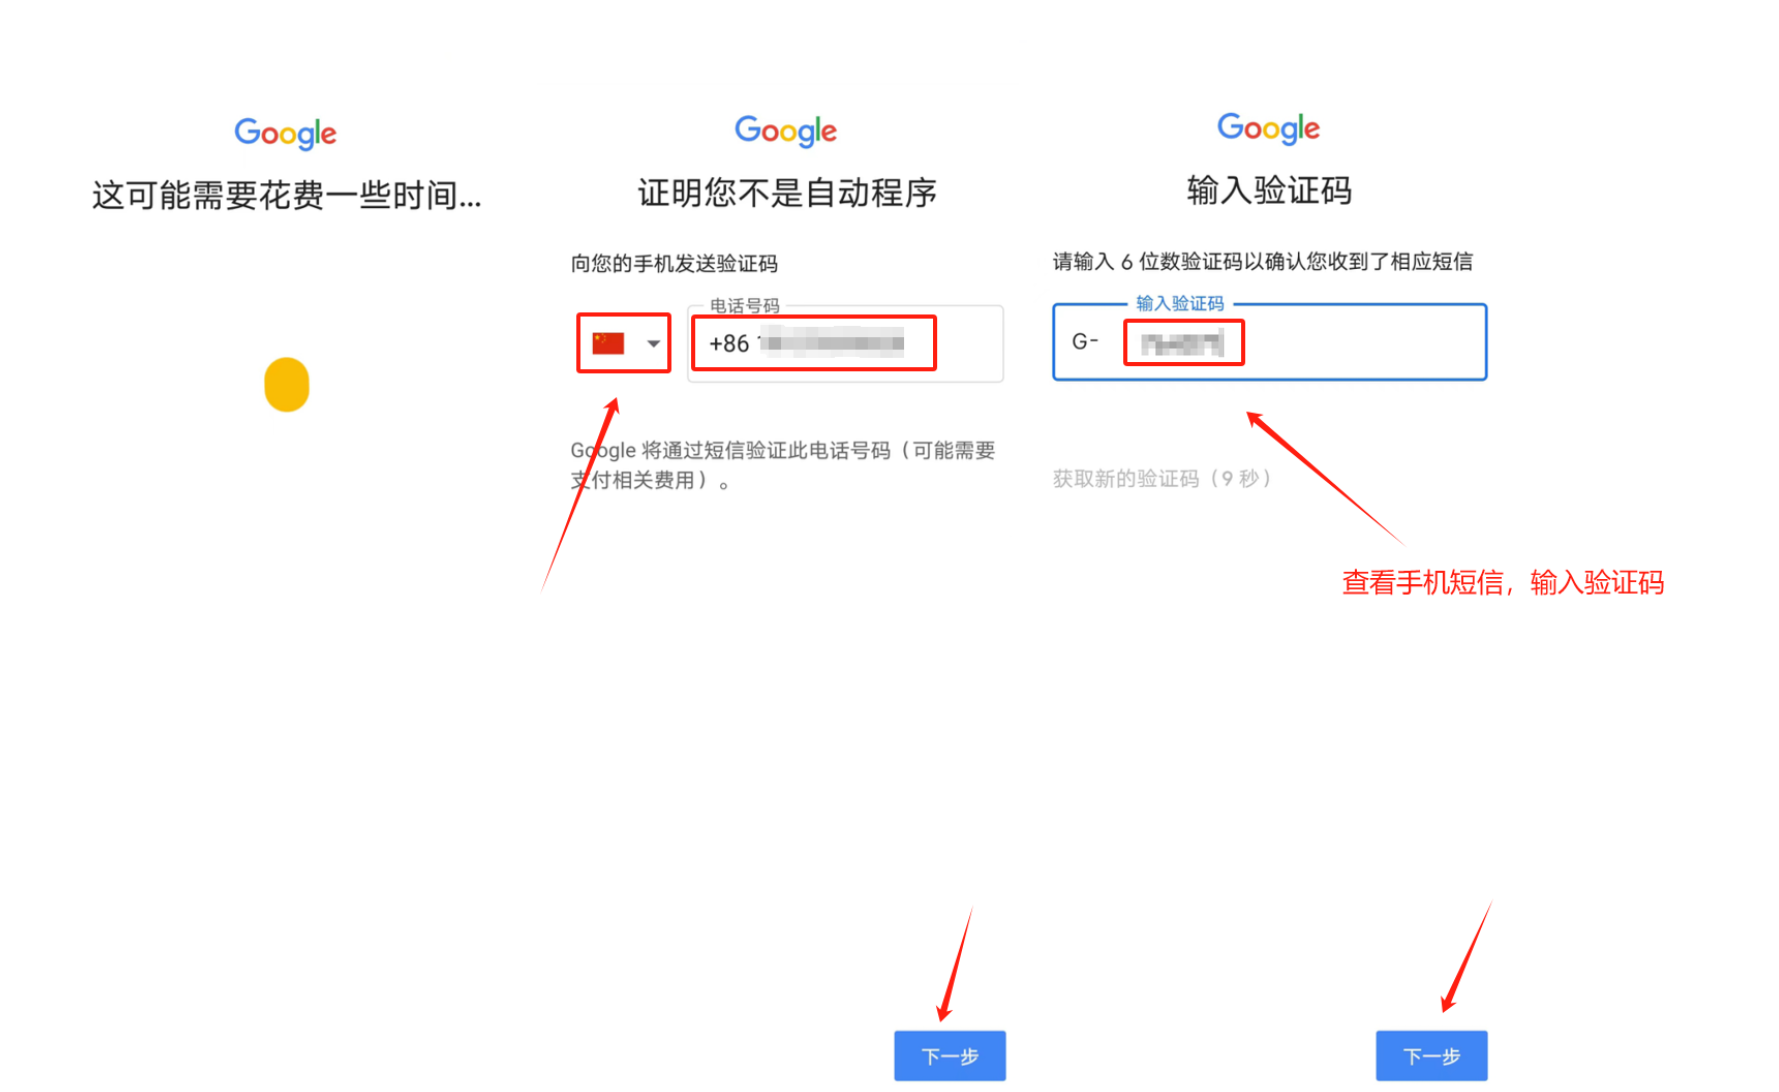 Google
这可能需要花费一些时间...
Google
证明您不是自动程序
向您的手机发送验证码
电话号码
+86
Google 将通过短信验证此电话号码（可能需要
支付相关费用）。
下一步
Google
输入验证码
请输入 6 位数验证码以确认您收到了相应短信
输入验证码
G-
获取新的验证码（9 秒）
查看手机短信，输入验证码
下一步